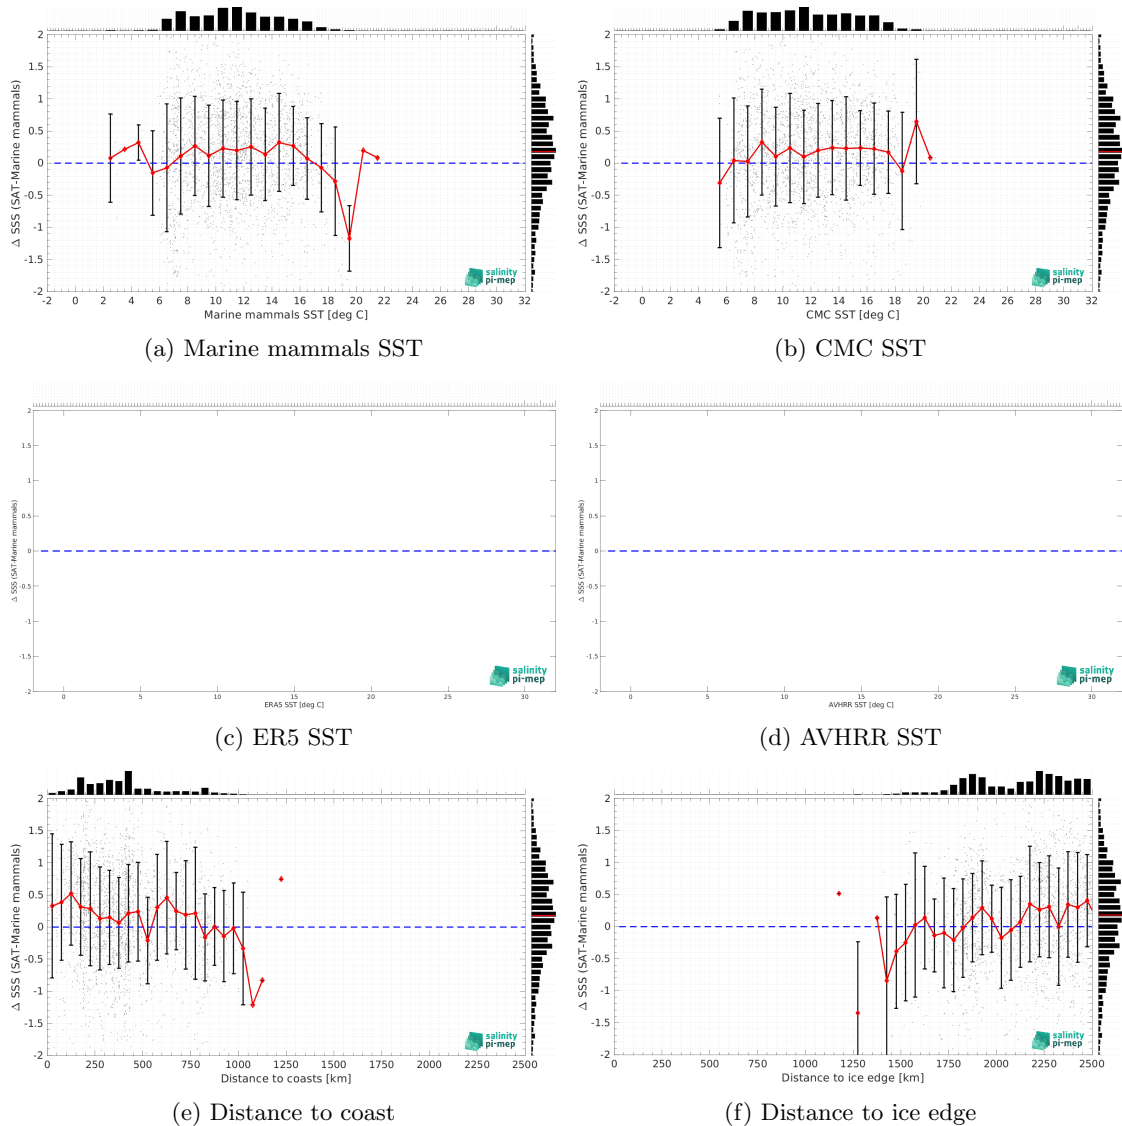 2
1.5
1
0.5
0
-0.5
-1
-1.5
-2
Δ SSS (SAT-Marine mammals)
-2 0 2 4 6 8 10 12 14 16 18 20 22 24 26 28 30 32
Marine mammals SST [deg C]
salinity
pi-mep
(a) Marine mammals SST
2
1.5
1
0.5
0
-0.5
-1
-1.5
-2
Δ SSS (SAT-Marine mammals)
-2 0 2 4 6 8 10 12 14 16 18 20 22 24 26 28 30 32
CMC SST [deg C]
salinity
pi-mep
(b) CMC SST
2
1.5
1
0.5
0
-0.5
-1
-1.5
-2
Δ SSS (SAT-Marine mammals)
0 5 10 15 20 25 30
ERA5 SST [deg C]
salinity
pi-mep
(c) ER5 SST
2
1.5
1
0.5
0
-0.5
-1
-1.5
-2
Δ SSS (SAT-Marine mammals)
0 5 10 15 20 25 30
AVHRR SST [deg C]
salinity
pi-mep
(d) AVHRR SST
2
1.5
1
0.5
0
-0.5
-1
-1.5
-2
Δ SSS (SAT-Marine mammals)
0 250 500 750 1000 1250 1500 1750 2000 2250 2500
Distance to coasts [km]
salinity
pi-mep
(e) Distance to coast
2
1.5
1
0.5
0
-0.5
-1
-1.5
-2
Δ SSS (SAT-Marine mammals)
0 250 500 750 1000 1250 1500 1750 2000 2250 2500
Distance to ice edge [km]
salinity
pi-mep
(f) Distance to ice edge